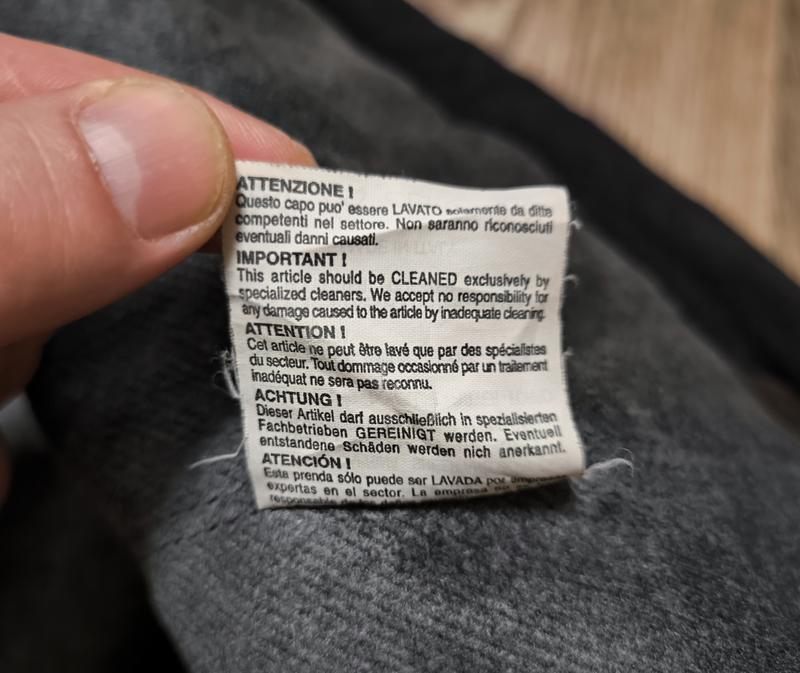 ATTENZIONE !
Questo capo puo' essere LAVATO solamente da ditte
competenti nel settore. Non saranno riconosciuti
eventuali danni causati.
IMPORTANT !
This article should be CLEANED exclusively by
specialized cleaners. We accept no responsibility for
any damage caused to the article by inadequate cleaning.
ATTENTION !
Cet article ne peut être lavé que par des spécialistes
du secteur. Tout dommage occasionné par un traitement
inadéquat ne sera pas reconnu.
ACHTUNG !
Dieser Artikel darf ausschließlich in spezialisierten
Fachbetrieben GEREINIGT werden. Eventuell
entstandene Schäden werden nich anerkannt.
ATENCIÓN !
Esta prenda sólo puede ser LAVADA por empresas
expertas en el sector. La empresa no
responsable de los